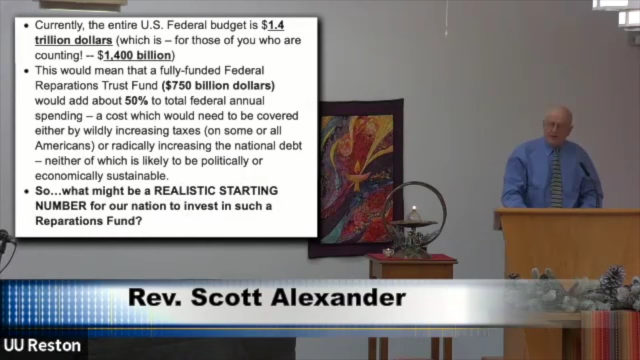 • Currently, the entire U.S. Federal budget is $1.4
trillion dollars (which is – for those of you who are
counting! -- $1,400 billion)
• This would mean that a fully-funded Federal
Reparations Trust Fund ($750 billion dollars)
would add about 50% to total federal annual
spending – a cost which would need to be covered
either by wildly increasing taxes (on some or all
Americans) or radically increasing the national debt
– neither of which is likely to be politically or
economically sustainable.
• So…what might be a REALISTIC STARTING
NUMBER for our nation to invest in such a
Reparations Fund?
Rev. Scott Alexander
UU Reston